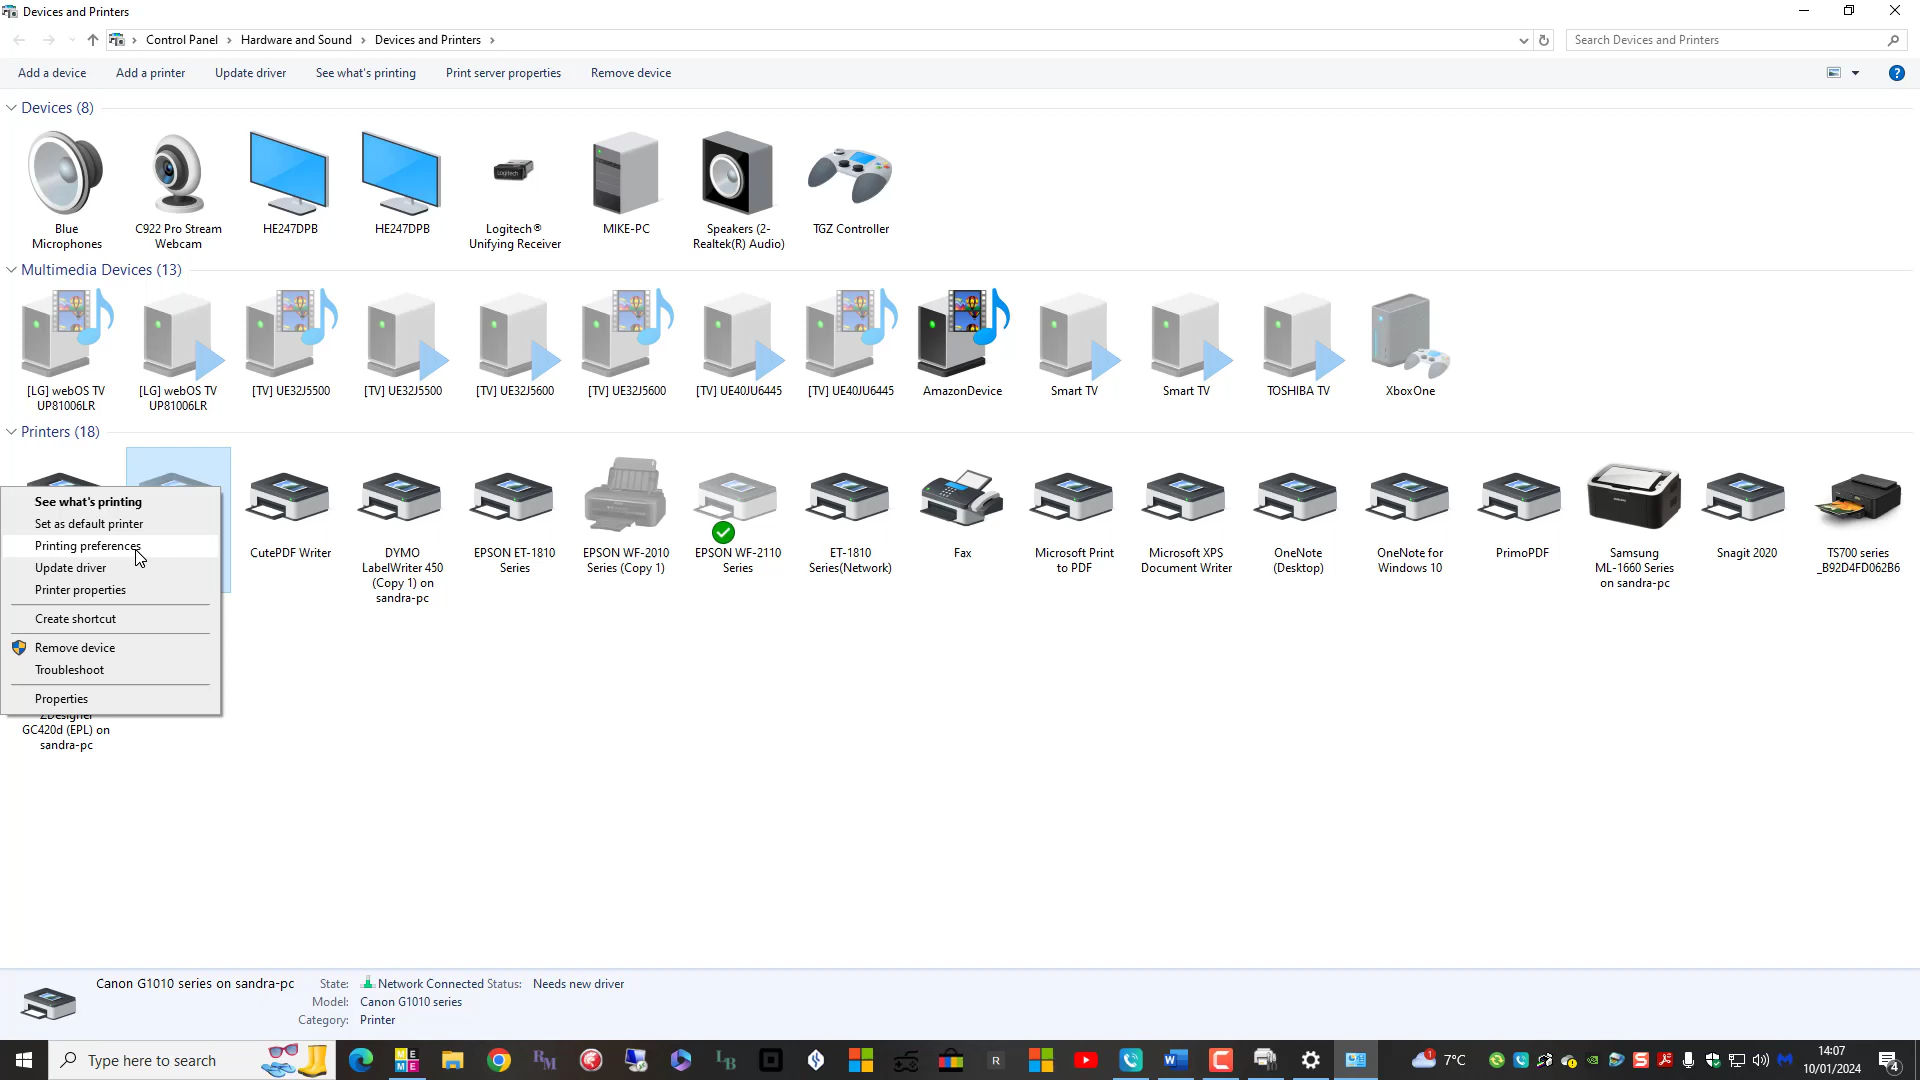 Devices and Printers
Control Panel > Hardware and Sound > Devices and Printers >
Search Devices and Printers
Add a device Add a printer Update driver See what's printing Print server properties Remove device
Devices (8)
Blue
Microphones
C922 Pro Stream
Webcam
HE247DPB
HE247DPB
Logitech
Logitech®
Unifying Receiver
MIKE-PC
Speakers (2-
Realtek(R) Audio)
TGZ Controller
Multimedia Devices (13)
[LG] webOS TV
UP81006LR
[LG] webOS TV
UP81006LR
[TV] UE32J5500
[TV] UE32J5500
[TV] UE32J5600
[TV] UE32J5600
[TV] UE40JU6445
[TV] UE40JU6445
AmazonDevice
Smart TV
Smart TV
TOSHIBA TV
XboxOne
Printers (18)
See what's printing
Set as default printer
Printing preferences
Update driver
Printer properties
Create shortcut
Remove device
Troubleshoot
Properties
CutePDF Writer
DYMO
LabelWriter 450
(Copy 1) on
sandra-pc
EPSON ET-1810
Series
EPSON WF-2010
Series (Copy 1)
EPSON WF-2110
Series
ET-1810
Series(Network)
Fax
Microsoft Print
to PDF
Microsoft XPS
Document Writer
OneNote
(Desktop)
OneNote for
Windows 10
PrimoPDF
Samsung
ML-1660 Series
on sandra-pc
Snagit 2020
TS700 series
_B92D4FD062B6
ZDesigner
GC420d (EPL) on
sandra-pc
Canon G1010 series on sandra-pc State: Network Connected Status: Needs new driver
Model: Canon G1010 series
Category: Printer
Type here to search
ME
ME
RM
LB
R
1
7°C
14:07
10/01/2024
4